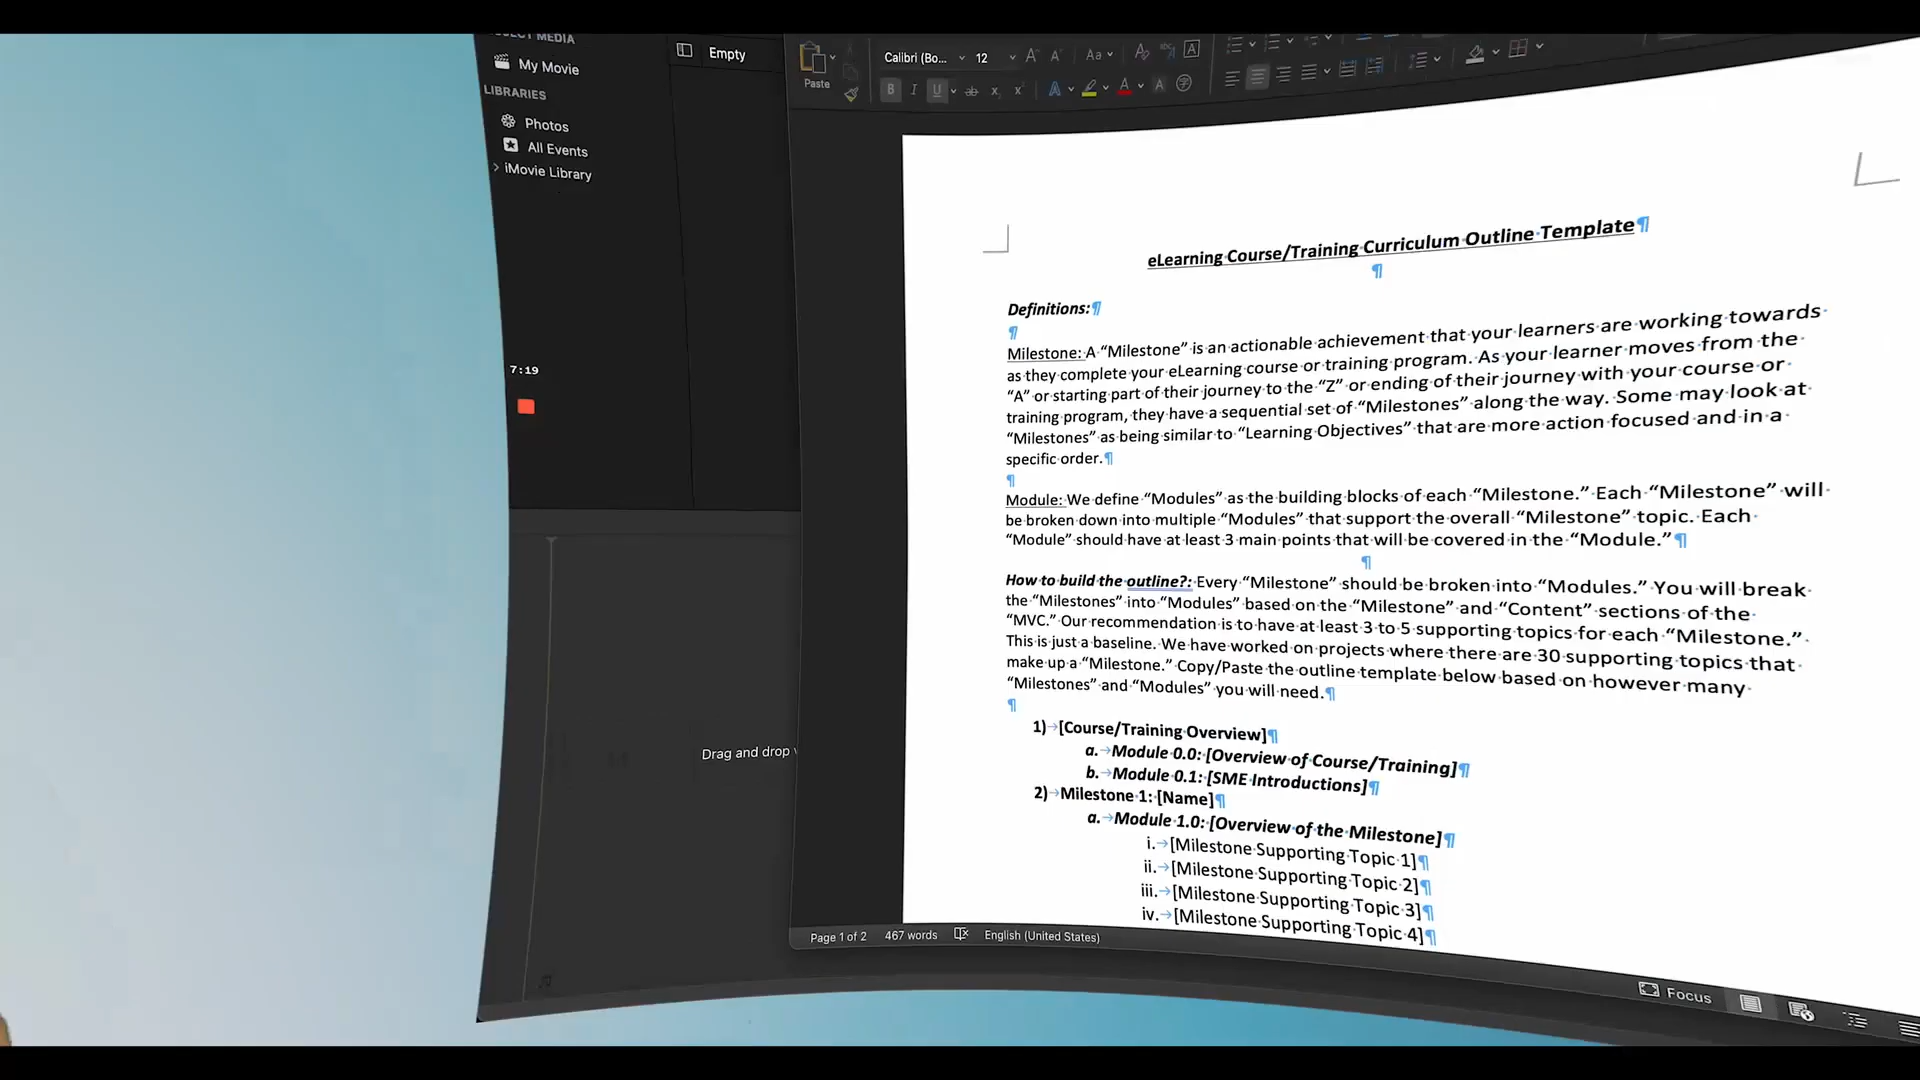 My Movie
LIBRARIES
Photos
All Events
iMovie Library
Empty
7:19
Drag and drop
Paste
Calibri (Bo...
12
eLearning Course/Training Curriculum Outline Template¶
¶
Definitions:¶
¶
Milestone: A “Milestone” is an actionable achievement that your learners are working towards
as they complete your eLearning course or training program. As your learner moves from the
“A” or starting part of their journey to the “Z” or ending of their journey with your course or
training program, they have a sequential set of “Milestones” along the way. Some may look at
“Milestones” as being similar to “Learning Objectives” that are more action focused and in a
specific order.¶
¶
Module: We define “Modules” as the building blocks of each “Milestone.” Each “Milestone” will
be broken down into multiple “Modules” that support the overall “Milestone” topic. Each
“Module” should have at least 3 main points that will be covered in the “Module.”¶
¶
How to build the outline?: Every “Milestone” should be broken into “Modules.” You will break
the “Milestones” into “Modules” based on the “Milestone” and “Content” sections of the
“MVC.” Our recommendation is to have at least 3 to 5 supporting topics for each “Milestone.”
This is just a baseline. We have worked on projects where there are 30 supporting topics that
make up a “Milestone.” Copy/Paste the outline template below based on however many
“Milestones” and “Modules” you will need.¶
¶
1)→[Course/Training Overview]¶
a.→Module 0.0: [Overview of Course/Training]¶
b.→Module 0.1: [SME Introductions]¶
2)→Milestone 1: [Name]¶
a.→Module 1.0: [Overview of the Milestone]¶
i.→[Milestone Supporting Topic 1]¶
ii.→[Milestone Supporting Topic 2]¶
iii.→[Milestone Supporting Topic 3]¶
iv.→[Milestone Supporting Topic 4]¶
Page 1 of 2 467 words English (United States)
Focus